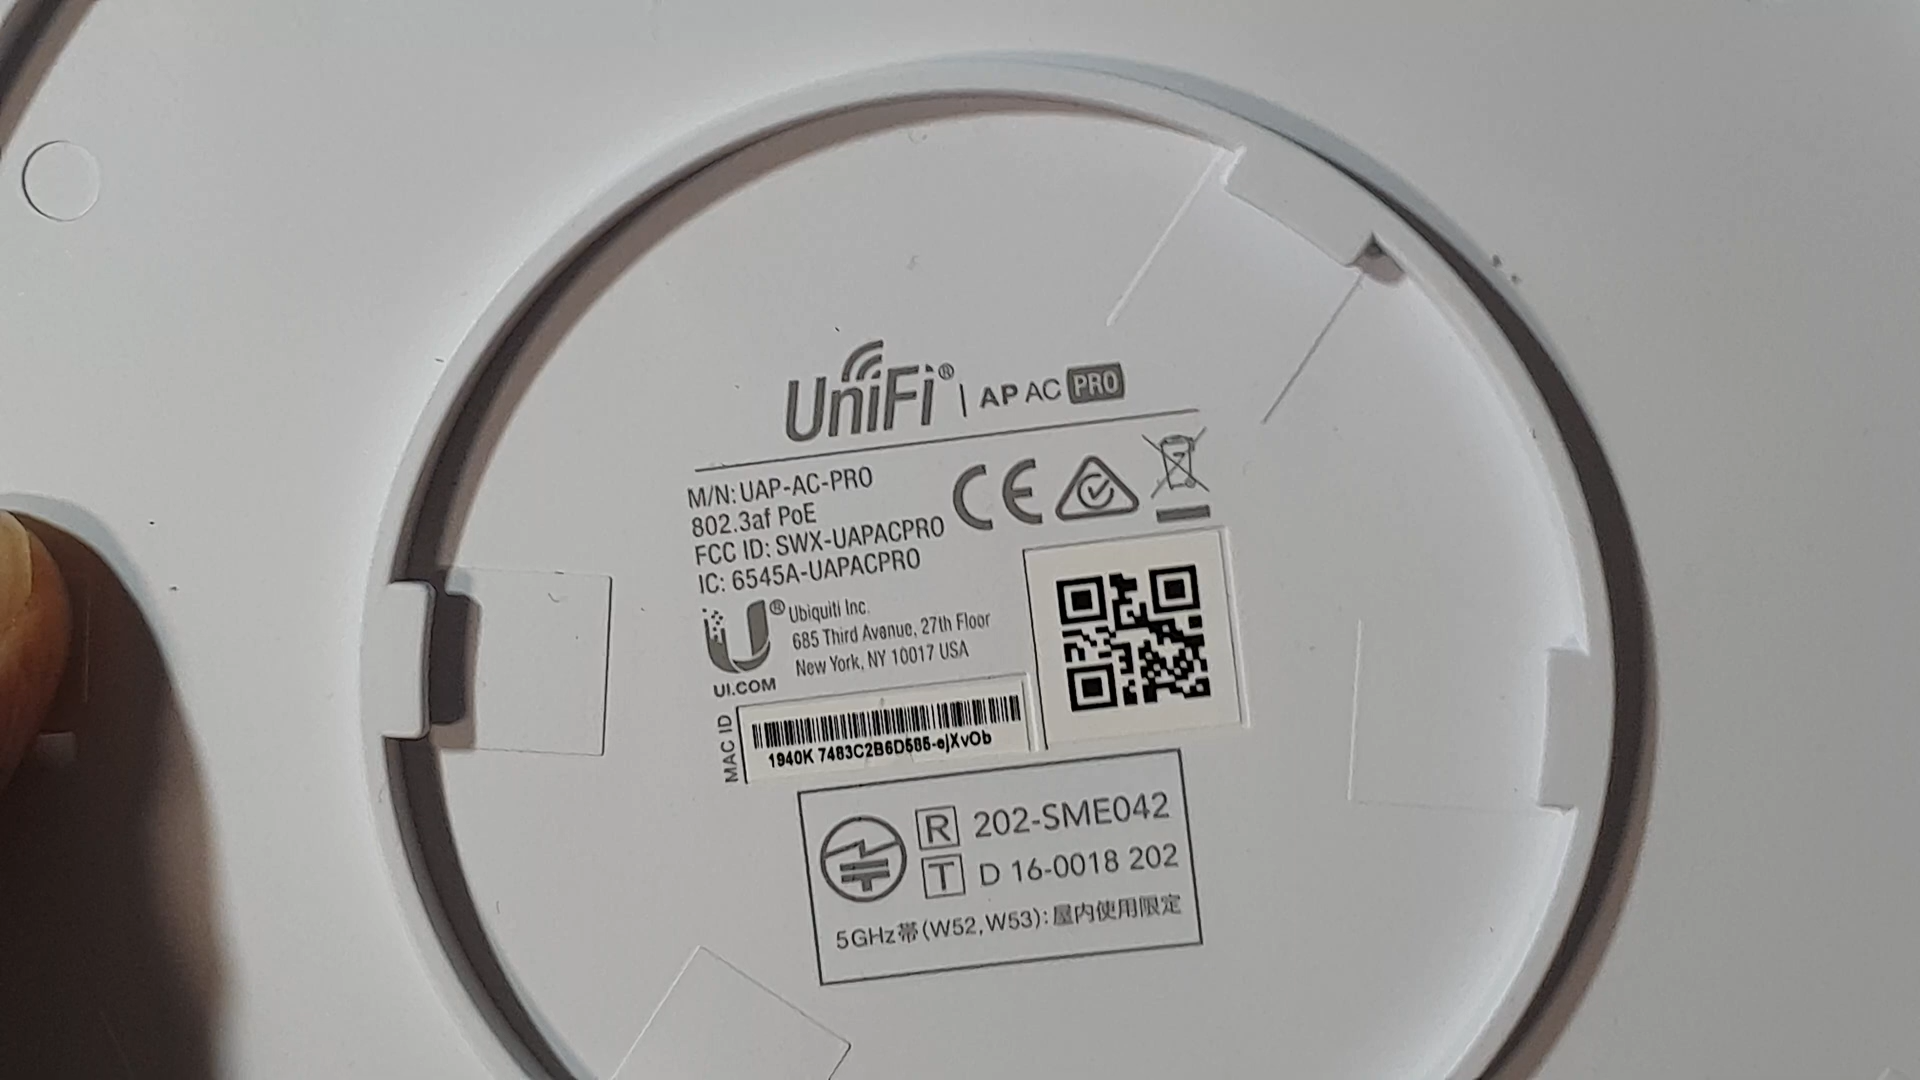 UniFi® | AP AC PRO
M/N: UAP-AC-PRO
802.3af PoE
FCC ID: SWX-UAPACPRO
IC: 6545A-UAPACPRO
CE
U® Ubiquiti Inc.
685 Third Avenue, 27th Floor
New York, NY 10017 USA
UI.COM
MAC ID
1940K 7483C2B6D585-ejXvOb
R 202-SME042
T D 16-0018 202
5GHz帯(W52,W53):屋内使用限定